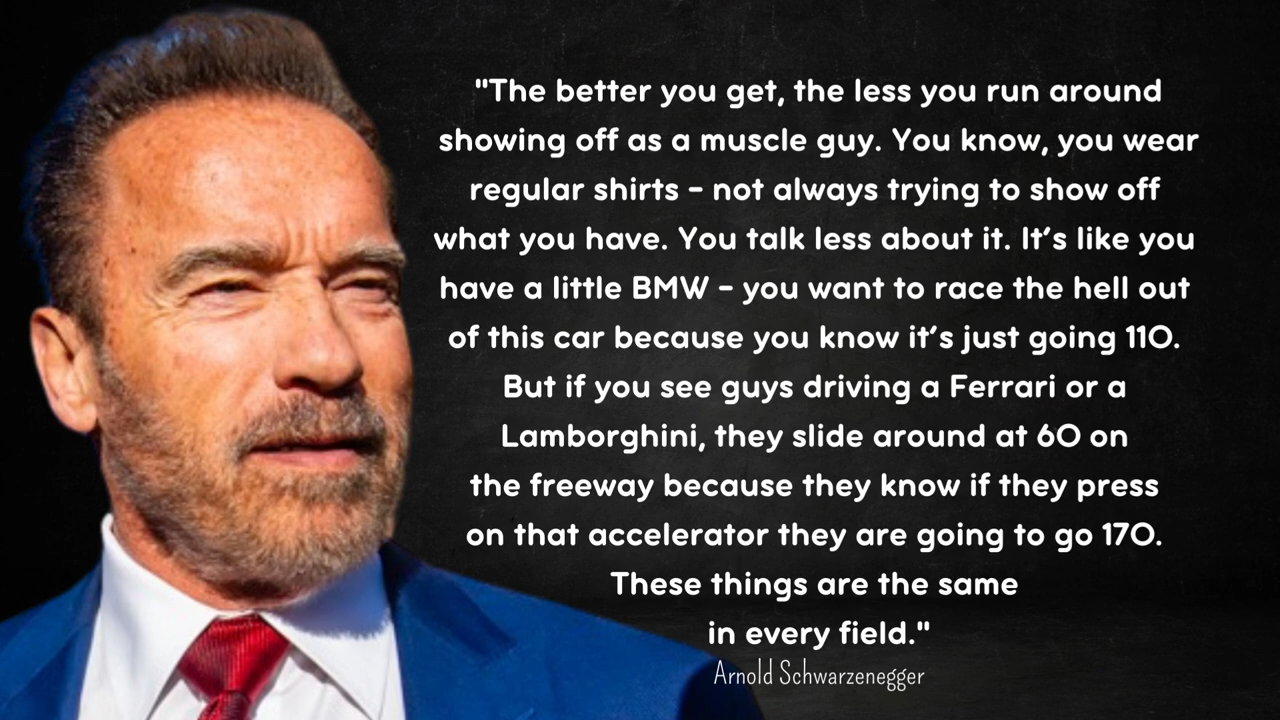 "The better you get, the less you run around
showing off as a muscle guy. You know, you wear
regular shirts - not always trying to show off
what you have. You talk less about it. It's like you
have a little BMW - you want to race the hell out
of this car because you know it's just going 110.
But if you see guys driving a Ferrari or a
Lamborghini, they slide around at 60 on
the freeway because they know if they press
on that accelerator they are going to go 170.
These things are the same
in every field."
Arnold Schwarzenegger